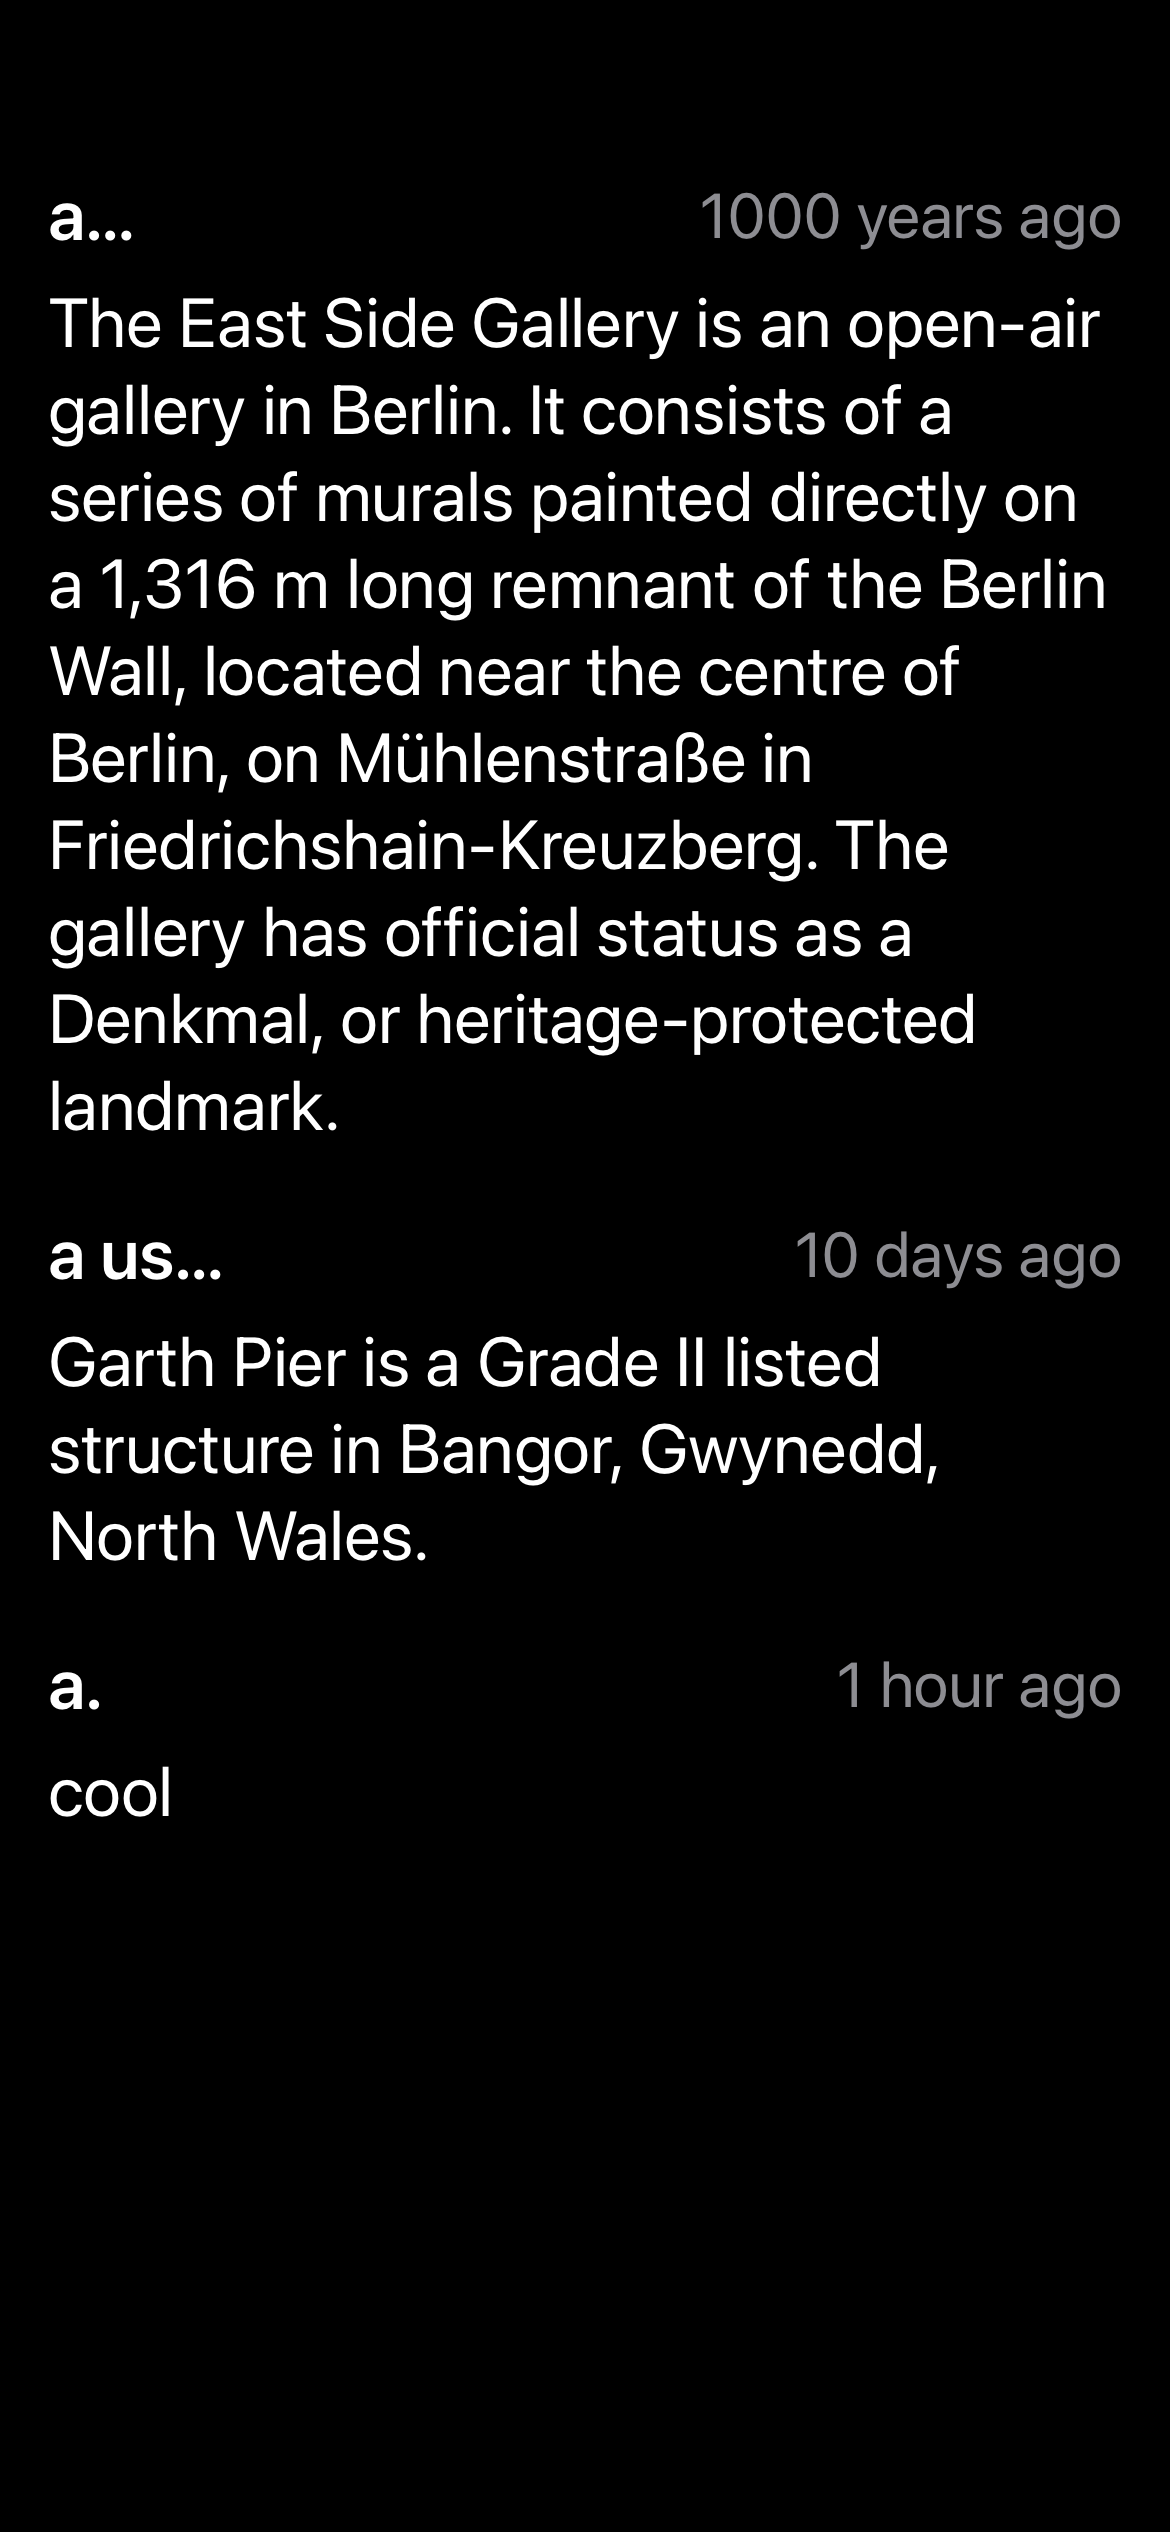 a...
1000 years ago
The East Side Gallery is an open-air
gallery in Berlin. It consists of a
series of murals painted directly on
a 1,316 m long remnant of the Berlin
Wall, located near the centre of
Berlin, on Mühlenstraße in
Friedrichshain-Kreuzberg. The
gallery has official status as a
Denkmal, or heritage-protected
landmark.
a us...
10 days ago
Garth Pier is a Grade II listed
structure in Bangor, Gwynedd,
North Wales.
a.
1 hour ago
cool